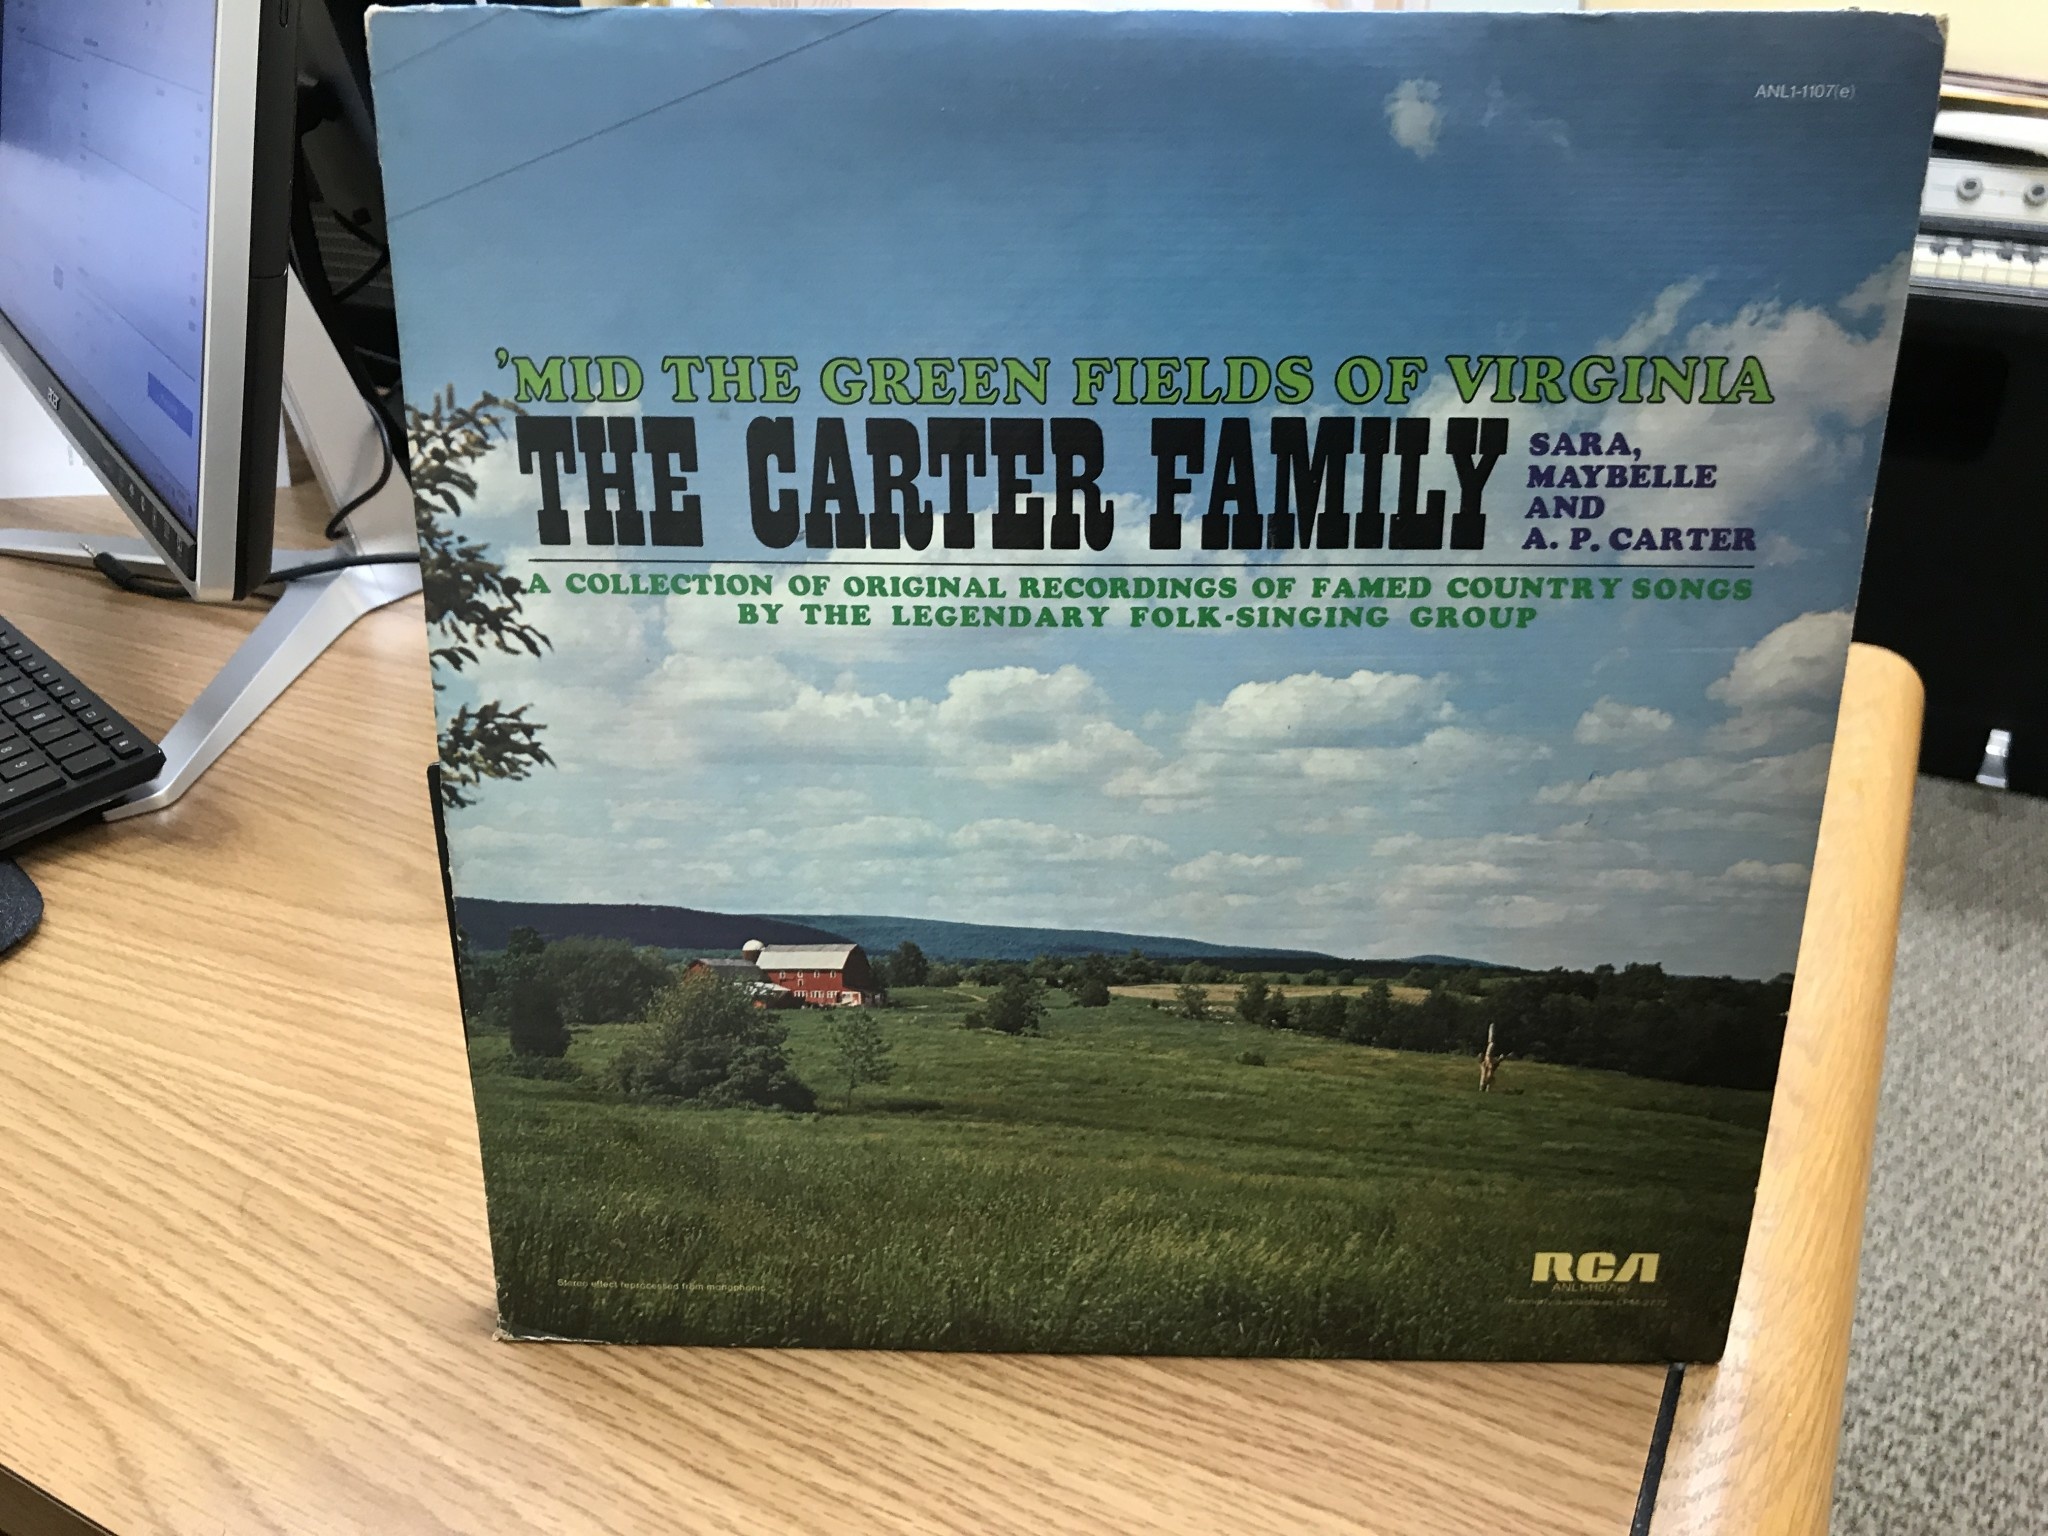 ANL1-1107(e)
'MID THE GREEN FIELDS OF VIRGINIA
THE CARTER FAMILY
SARA,
MAYBELLE
AND
A. P. CARTER
A COLLECTION OF ORIGINAL RECORDINGS OF FAMED COUNTRY SONGS
BY THE LEGENDARY FOLK-SINGING GROUP
Stereo effect reprocessed from monophonic
RCA
ANL1-1107(e)
acer